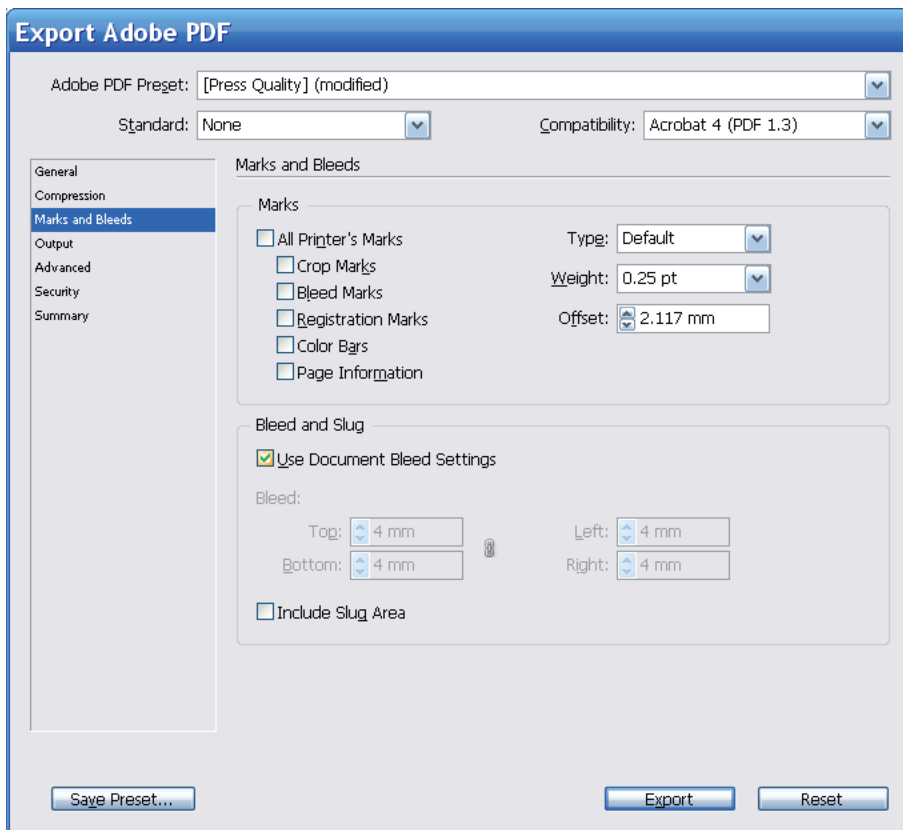 Export Adobe PDF
Adobe PDF Preset: [Press Quality] (modified)
Standard: None Compatibility: Acrobat 4 (PDF 1.3)
General
Compression
Marks and Bleeds
Output
Advanced
Security
Summary
Marks and Bleeds
Marks
All Printer's Marks
Crop Marks
Bleed Marks
Registration Marks
Color Bars
Page Information
Type: Default
Weight: 0.25 pt
Offset: 2.117 mm
Bleed and Slug
Use Document Bleed Settings
Bleed:
Top: 4 mm Left: 4 mm
Bottom: 4 mm Right: 4 mm
Include Slug Area
Save Preset... Export Reset